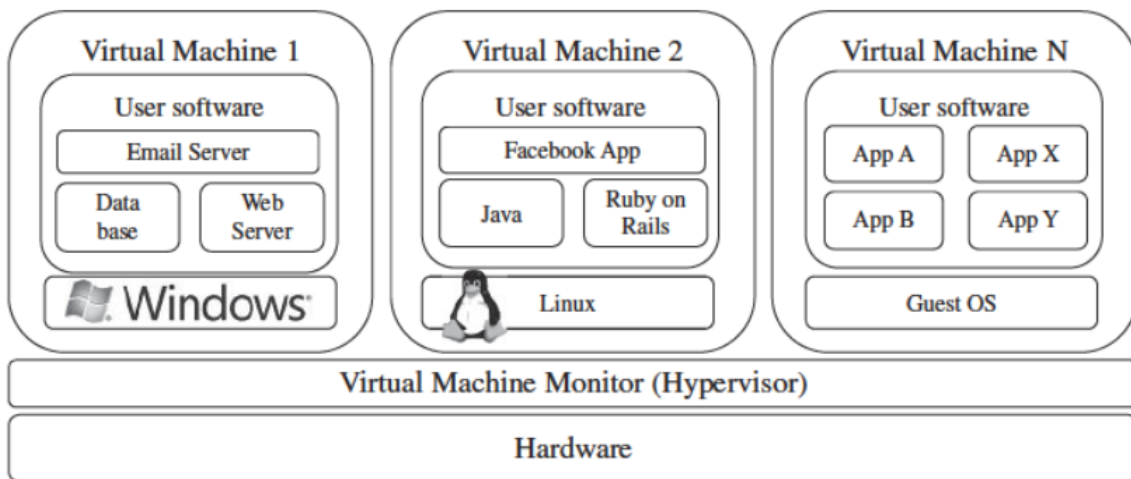 Virtual Machine 1
User software
Email Server
Data
base
Web
Server
Windows
Virtual Machine 2
User software
Facebook App
Java
Ruby on
Rails
Linux
Virtual Machine N
User software
App A
App X
App B
App Y
Guest OS
Virtual Machine Monitor (Hypervisor)
Hardware